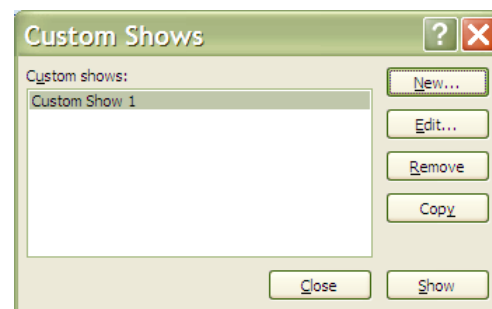 Custom Shows
Custom shows:
Custom Show 1
New...
Edit...
Remove
Copy
Close
Show